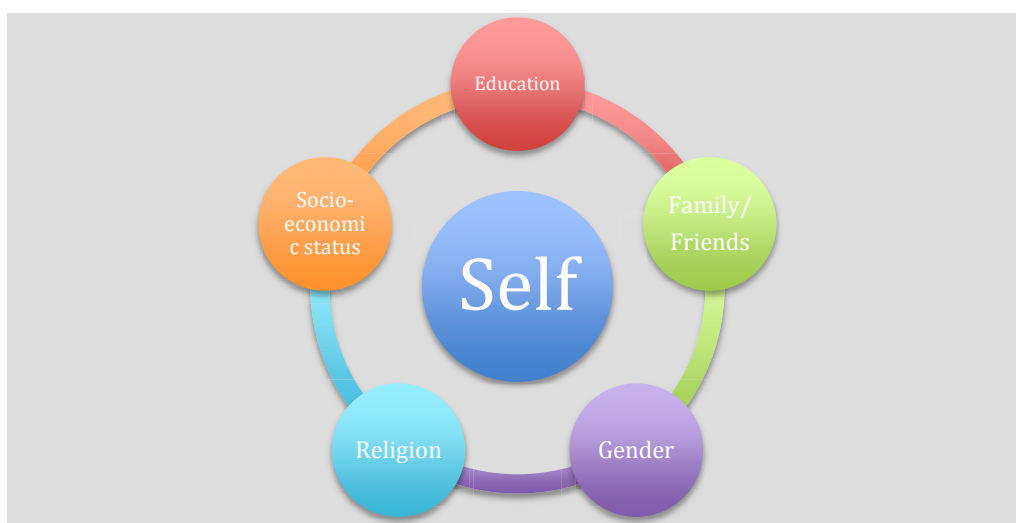 Education
Socio-
economi
c status
Family/
Friends
Self
Religion
Gender